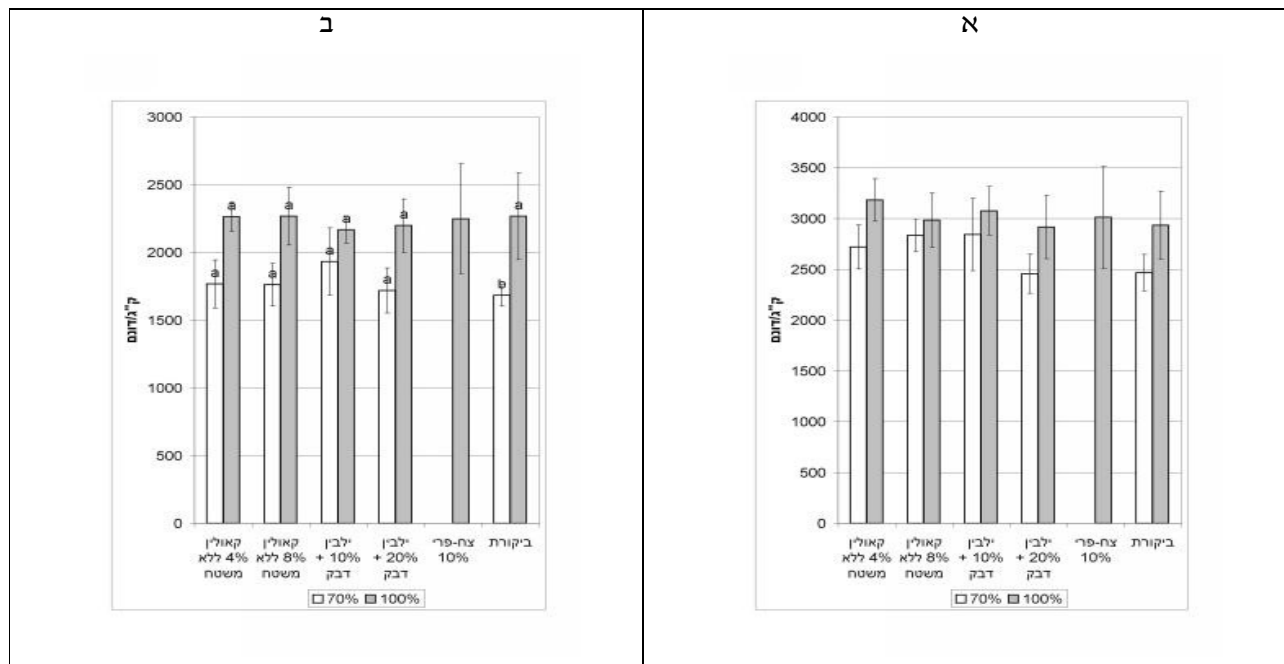 א
4000
3500
3000
2500
2000
1500
1000
500
0
ק"ג/דונם
קאולין 4% ללא משטח
קאולין 8% ללא משטח
ילבין 10% + דבק
ילבין 20% + דבק
צח-פרי 10%
ביקורת
70% 100%
ב
3000
2500
2000
1500
1000
500
0
ק"ג/דונם
a a a a a
a a a a b
קאולין 4% ללא משטח
קאולין 8% ללא משטח
ילבין 10% + דבק
ילבין 20% + דבק
צח-פרי 10%
ביקורת
70% 100%